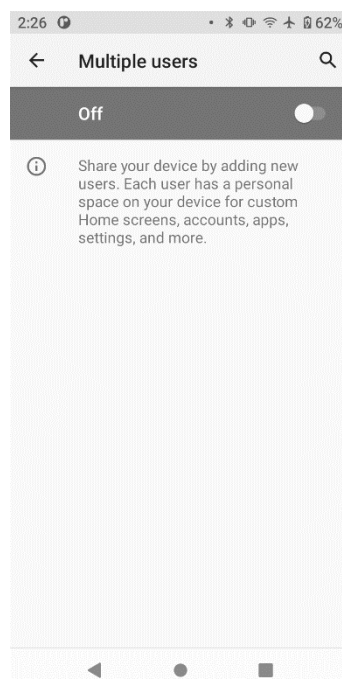 2:26 62%
Multiple users
Off
Share your device by adding new
users. Each user has a personal
space on your device for custom
Home screens, accounts, apps,
settings, and more.